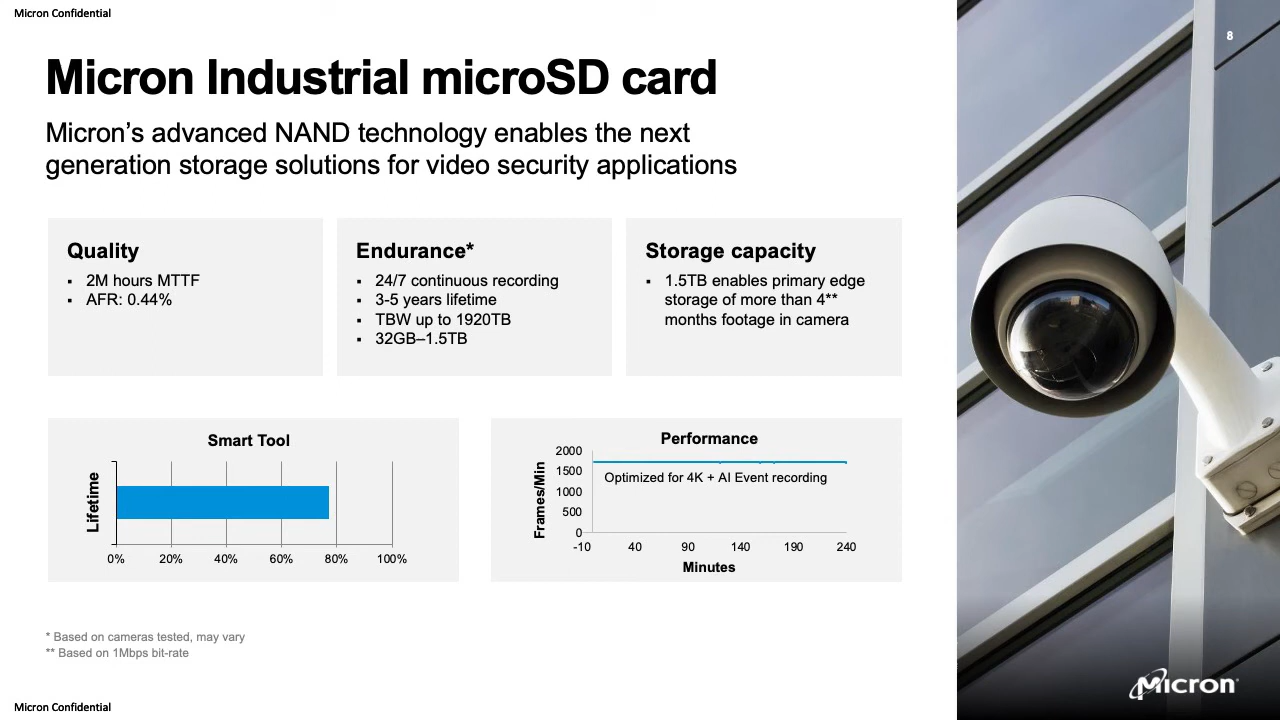 Micron Confidential
8
Micron Industrial microSD card
Micron’s advanced NAND technology enables the next
generation storage solutions for video security applications
Quality
▪ 2M hours MTTF
▪ AFR: 0.44%
Endurance*
▪ 24/7 continuous recording
▪ 3-5 years lifetime
▪ TBW up to 1920TB
▪ 32GB–1.5TB
Storage capacity
▪ 1.5TB enables primary edge
storage of more than 4**
months footage in camera
Smart Tool
Lifetime
0% 20% 40% 60% 80% 100%
Performance
Frames/Min
2000
1500
1000
500
0
Optimized for 4K + AI Event recording
-10 40 90 140 190 240
Minutes
* Based on cameras tested, may vary
** Based on 1Mbps bit-rate
Micron
Micron Confidential